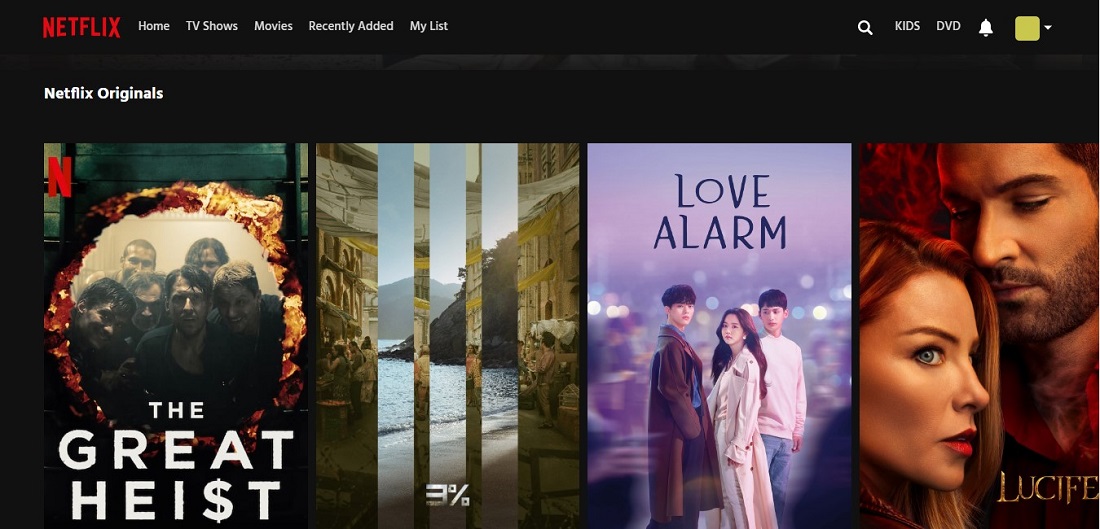 NETFLIX Home TV Shows Movies Recently Added My List KIDS DVD
Netflix Originals
N
THE
GREAT
HEI$T
3%
LOVE
ALARM
LUCIFE